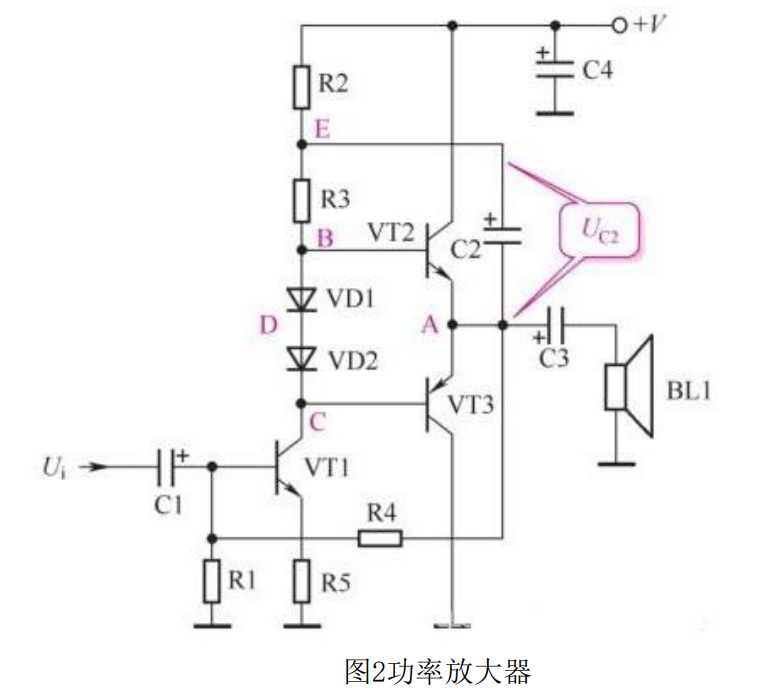 +V
+
C4
R2
E
R3
B
VT2
+
C2
U_C2
VD1
D
A
VD2
+
C3
BL1
VT3
C
U_i
+
VT1
C1
R4
R1
R5
图2功率放大器